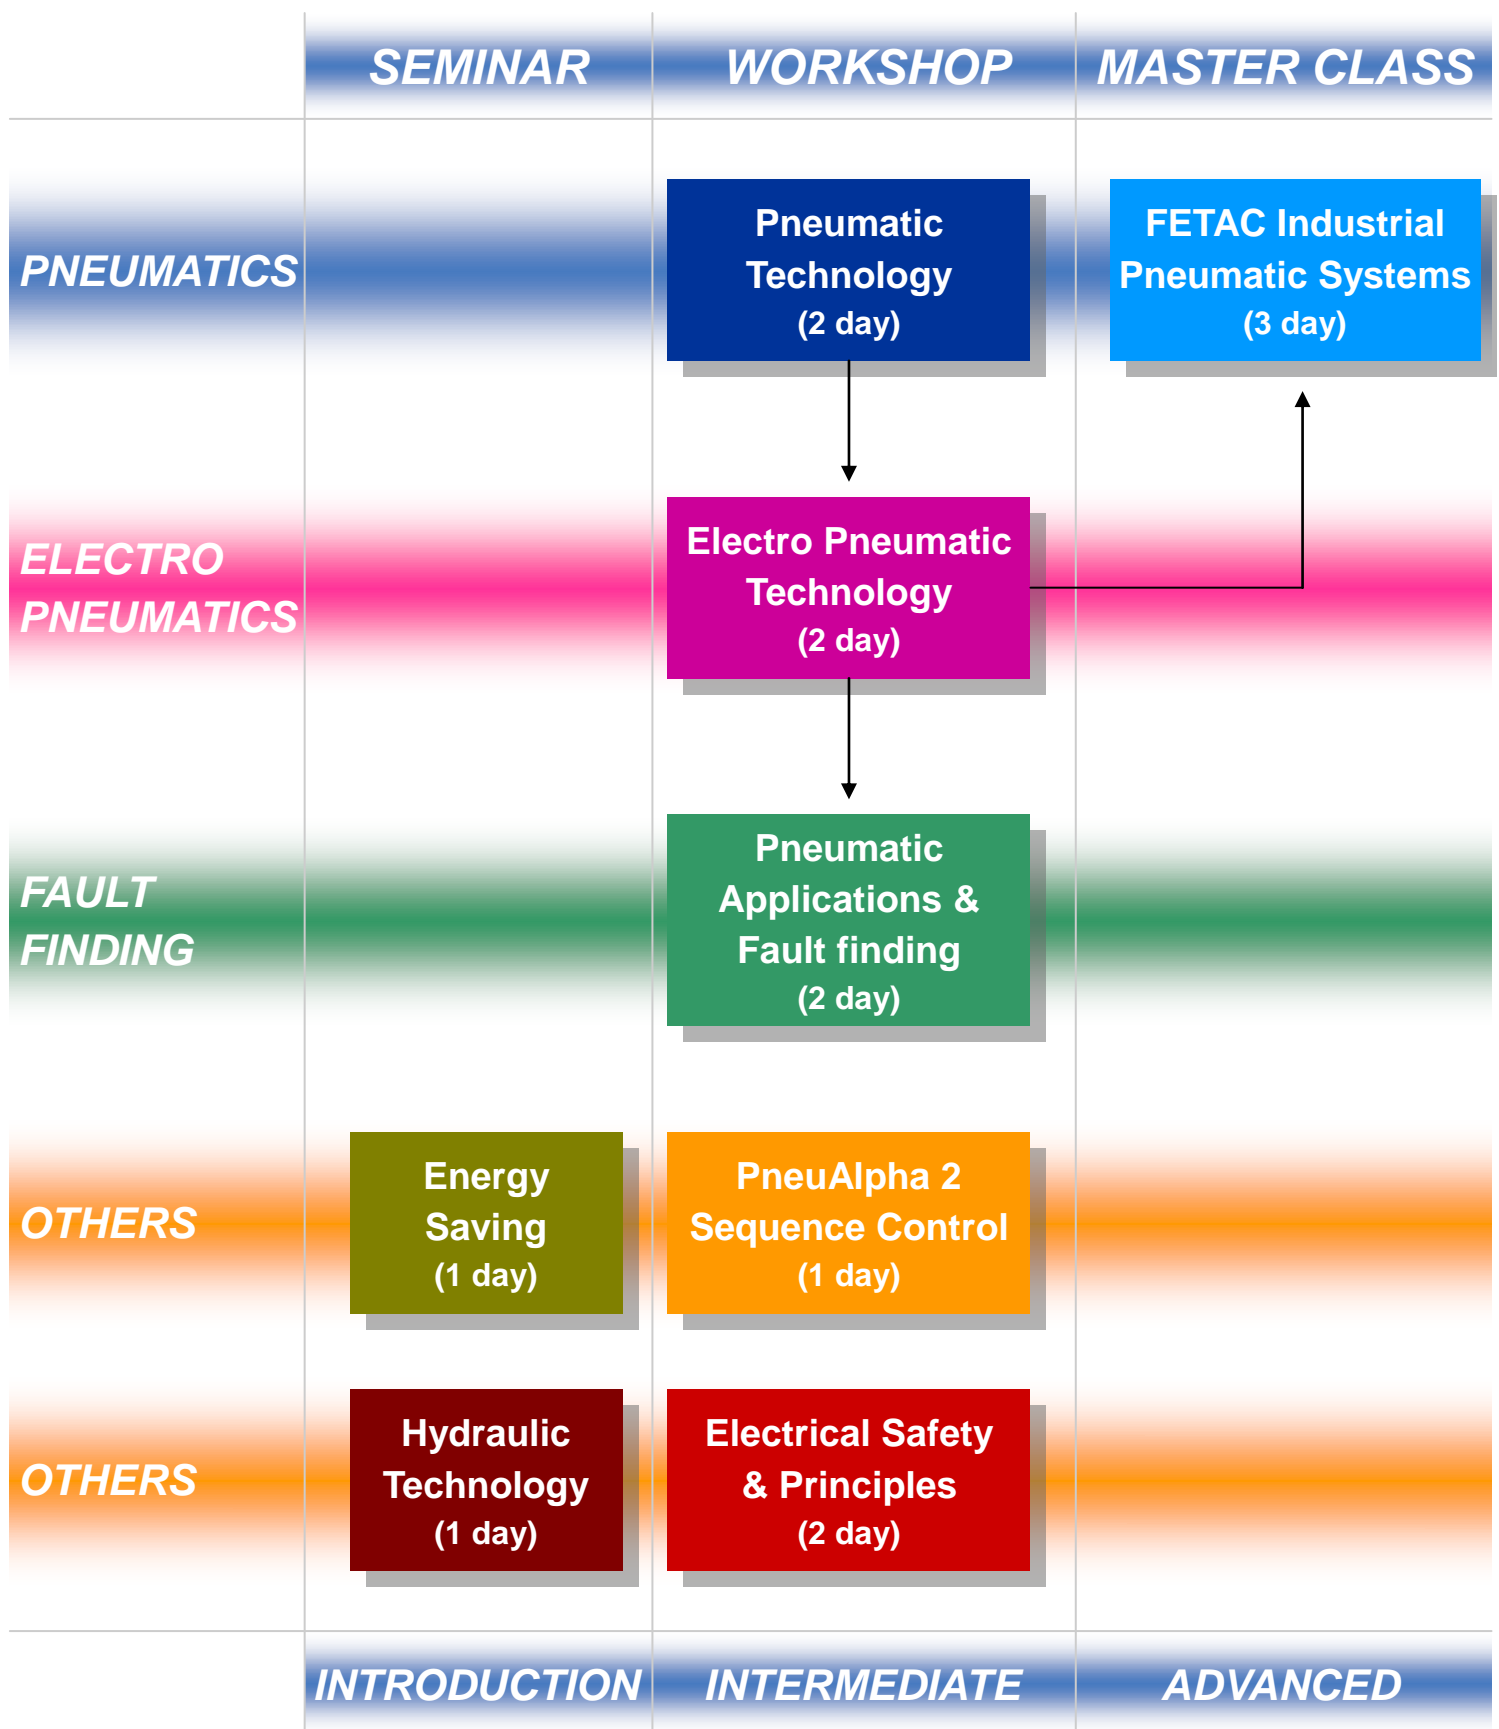 SEMINAR
WORKSHOP
MASTER CLASS
PNEUMATICS
Pneumatic
Technology
(2 day)
FETAC Industrial
Pneumatic Systems
(3 day)
ELECTRO
PNEUMATICS
Electro Pneumatic
Technology
(2 day)
FAULT
FINDING
Pneumatic
Applications &
Fault finding
(2 day)
OTHERS
Energy
Saving
(1 day)
PneuAlpha 2
Sequence Control
(1 day)
OTHERS
Hydraulic
Technology
(1 day)
Electrical Safety
& Principles
(2 day)
INTRODUCTION
INTERMEDIATE
ADVANCED